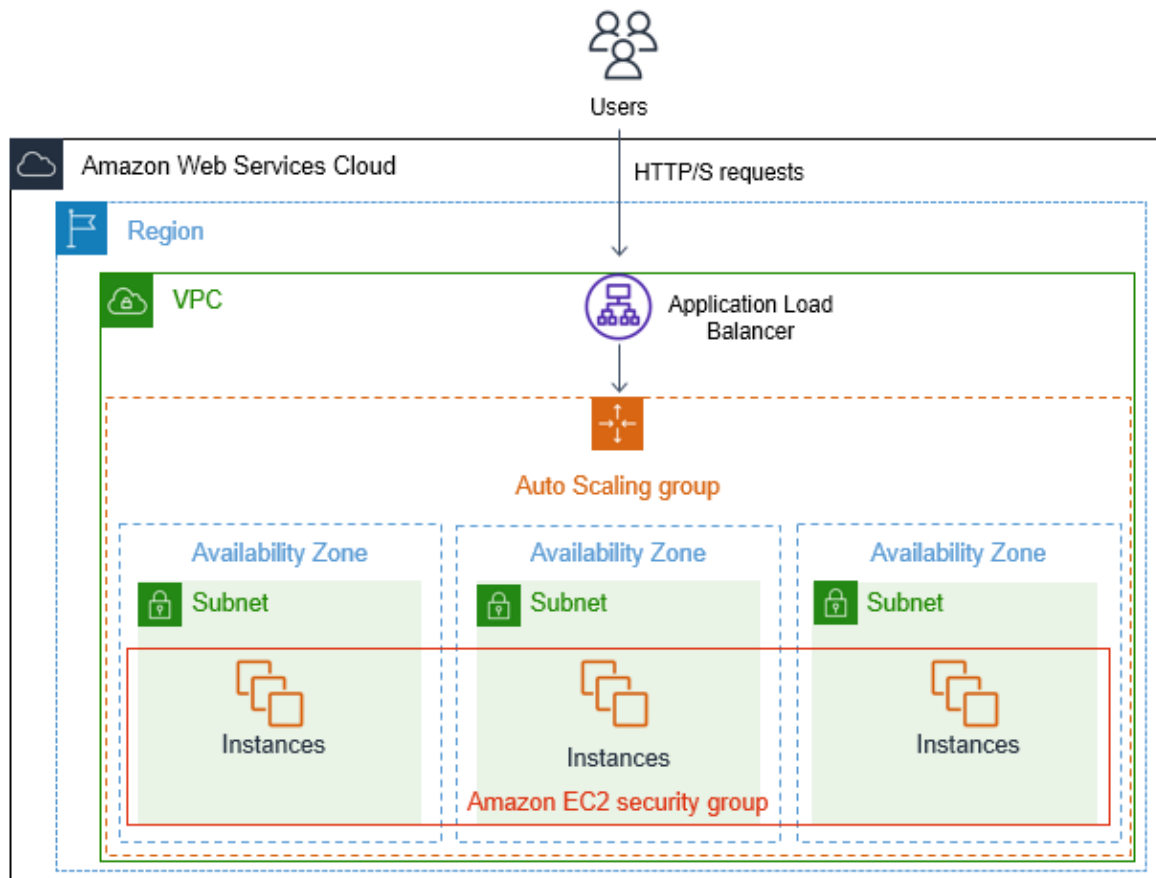 Users
Amazon Web Services Cloud
HTTP/S requests
Region
VPC
Application Load
Balancer
Auto Scaling group
Availability Zone
Availability Zone
Availability Zone
Subnet
Subnet
Subnet
Instances
Instances
Instances
Amazon EC2 security group